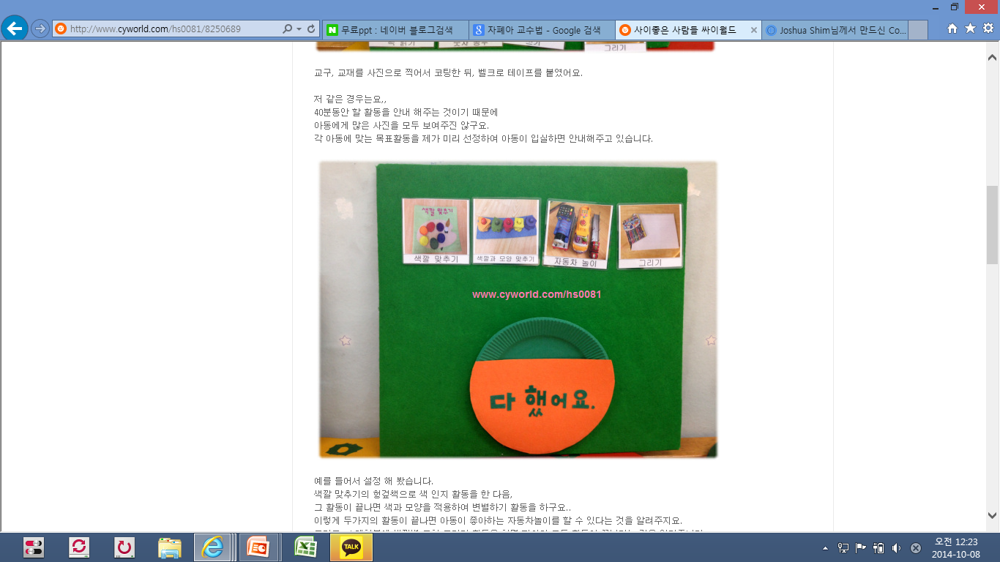 http://www.cyworld.com/hs0081/8250689
무료ppt : 네이버 블로그검색
자폐아 교수법 - Google 검색
사이좋은 사람들 싸이월드
Joshua Shim님께서 만드신 Co...
그리기
교구, 교재를 사진으로 찍어서 코팅한 뒤, 벨크로 테이프를 붙였어요.
저 같은 경우는요,,
40분동안 할 활동을 안내 해주는 것이기 때문에
아동에게 많은 사진을 모두 보여주진 않구요.
각 아동에 맞는 목표활동을 제가 미리 선정하여 아동이 입실하면 안내해주고 있습니다.
색깔 맞추기
색깔 맞추기
색깔과 모양 맞추기
자동차 놀이
그리기
www.cyworld.com/hs0081
다 했어요.
예를 들어서 설정 해 봤습니다.
색깔 맞추기의 헝겊책으로 색 인지 활동을 한 다음,
그 활동이 끝나면 색과 모양을 적용하여 변별하기 활동을 하구요..
이렇게 두가지의 활동이 끝나면 아동이 좋아하는 자동차놀이를 할 수 있다는 것을 알려주지요.
TALK
오전 12:23
2014-10-08